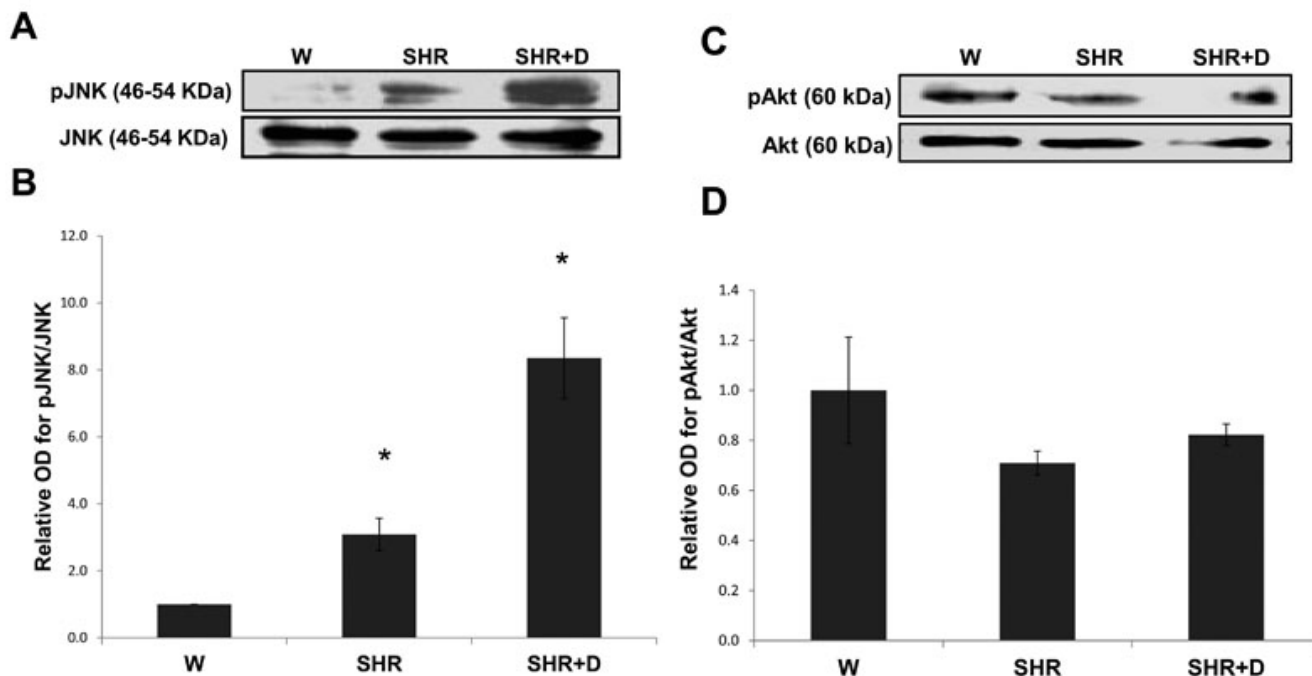 A
W SHR SHR+D
pJNK (46-54 KDa)
JNK (46-54 KDa)
B
Relative OD for pJNK/JNK
12.0
10.0
8.0
6.0
4.0
2.0
0.0
*
*
W SHR SHR+D
C
W SHR SHR+D
pAkt (60 kDa)
Akt (60 kDa)
D
Relative OD for pAkt/Akt
1.4
1.2
1.0
0.8
0.6
0.4
0.2
0.0
W SHR SHR+D